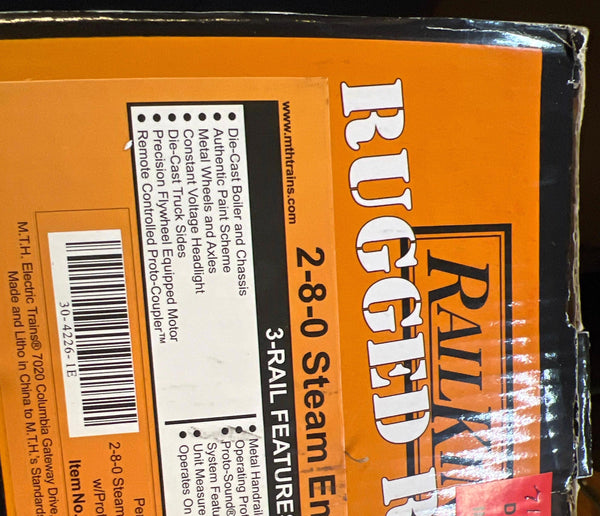 RAILK
RUGGED
www.mthtrains.com
2-8-0 Steam En
3-RAIL FEATURES
• Die-Cast Boiler and Chassis
• Authentic Paint Scheme
• Metal Wheels and Axles
• Constant Voltage Headlight
• Die-Cast Truck Sides
• Precision Flywheel Equipped Motor
• Remote Controlled Proto-Coupler™
• Metal Handrail
• Operating Pro
• Proto-Sound®
System Featu
• Unit Measure
Operates On
30-4226-1E
2-8-0 Steam
w/Pro
Item No.
M.T.H. Electric Trains® 7020 Columbia Gateway Drive
Made and Litho in China to M.T.H.'s Standard